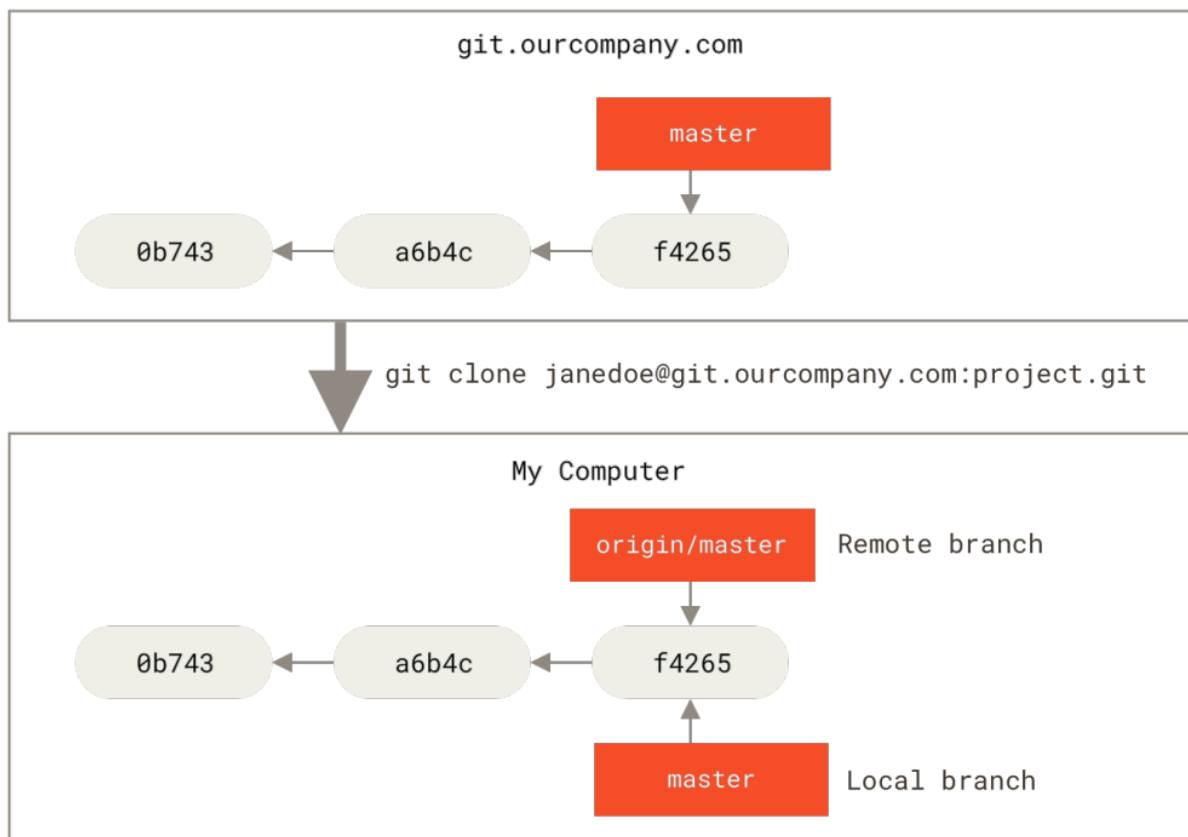 git.ourcompany.com
master
0b743 a6b4c f4265
git clone janedoe@git.ourcompany.com:project.git
My Computer
origin/master Remote branch
0b743 a6b4c f4265
master Local branch